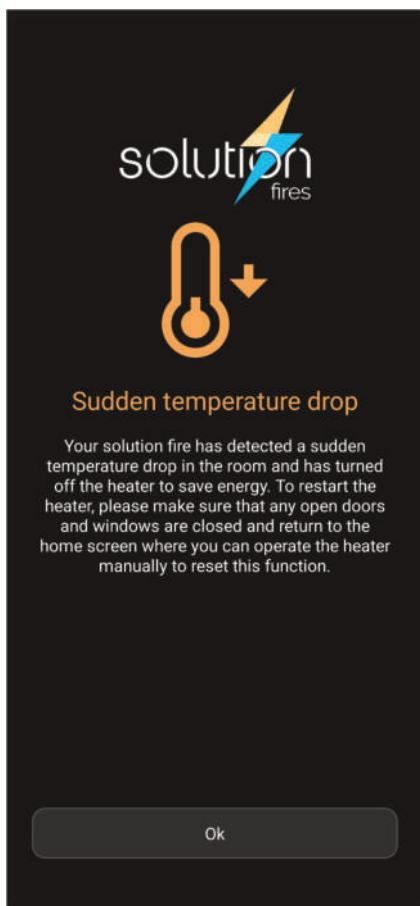 solution
fires
Sudden temperature drop
Your solution fire has detected a sudden
temperature drop in the room and has turned
off the heater to save energy. To restart the
heater, please make sure that any open doors
and windows are closed and return to the
home screen where you can operate the heater
manually to reset this function.
Ok